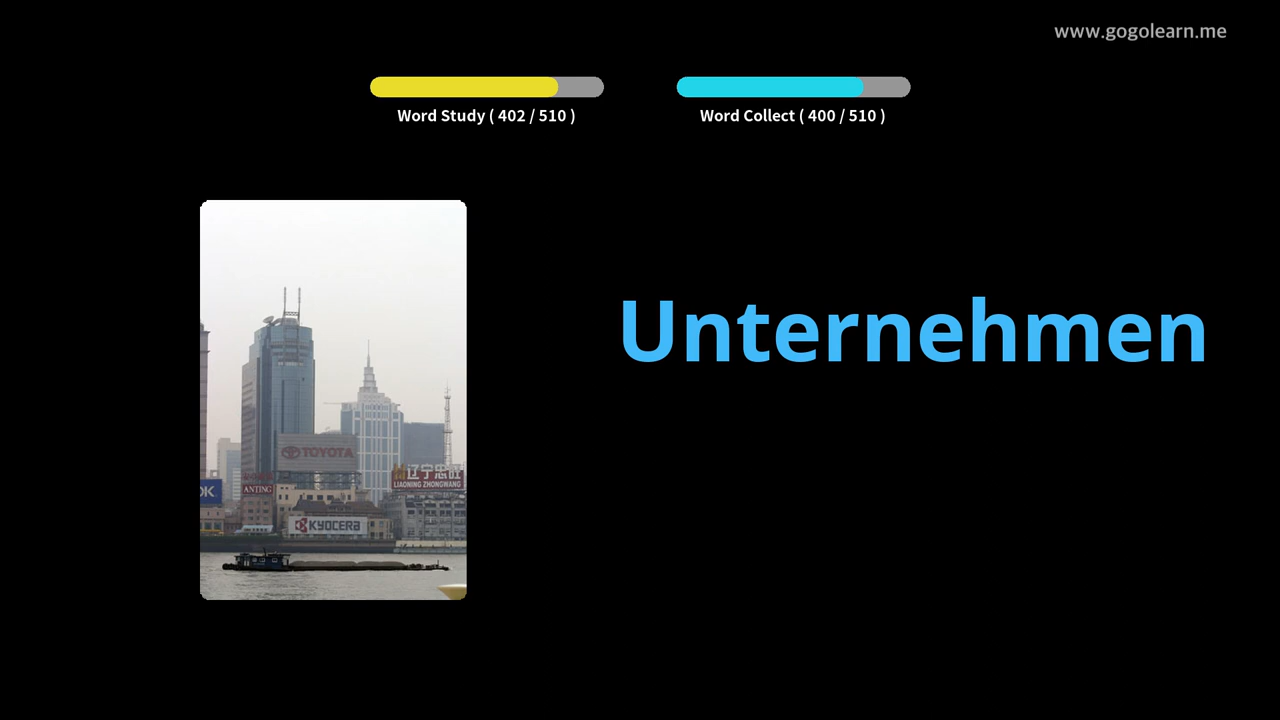 www.gogolearn.me
Word Study ( 402 / 510 )
Word Collect ( 400 / 510 )
Unternehmen
TOYOTA
辽宁忠旺
LIAONING ZHONGWANG
OK
ANTING
KYOCERA